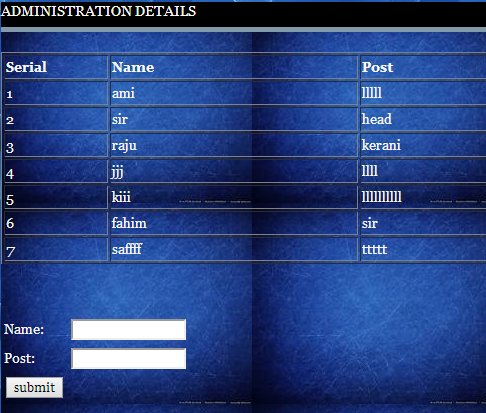 ADMINISTRATION DETAILS
Serial Name Post
1 ami lllll
2 sir head
3 raju kerani
4 jjj llll
5 kiii llllllllll
6 fahim sir
7 saffff ttttt
Name:
Post:
submit